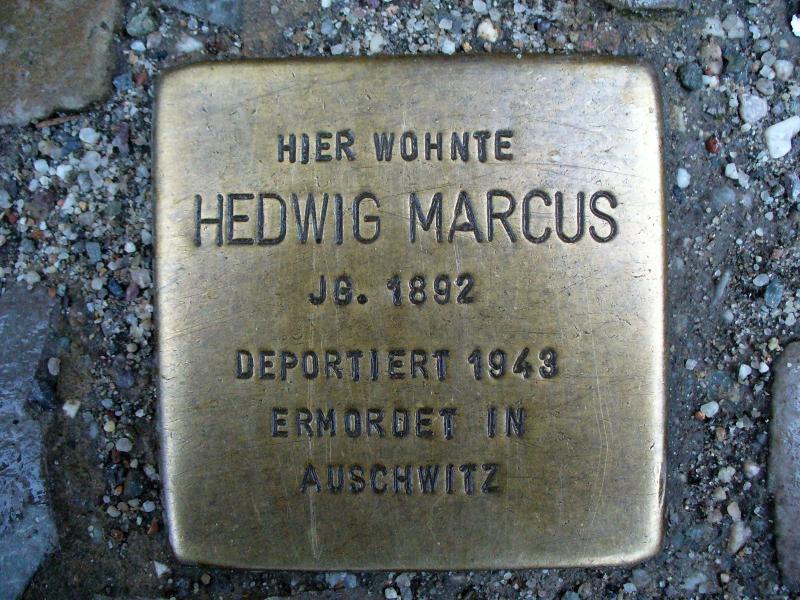 HIER WOHNTE
HEDWIG MARCUS
JG. 1892
DEPORTIERT 1943
ERMORDET IN
AUSCHWITZ